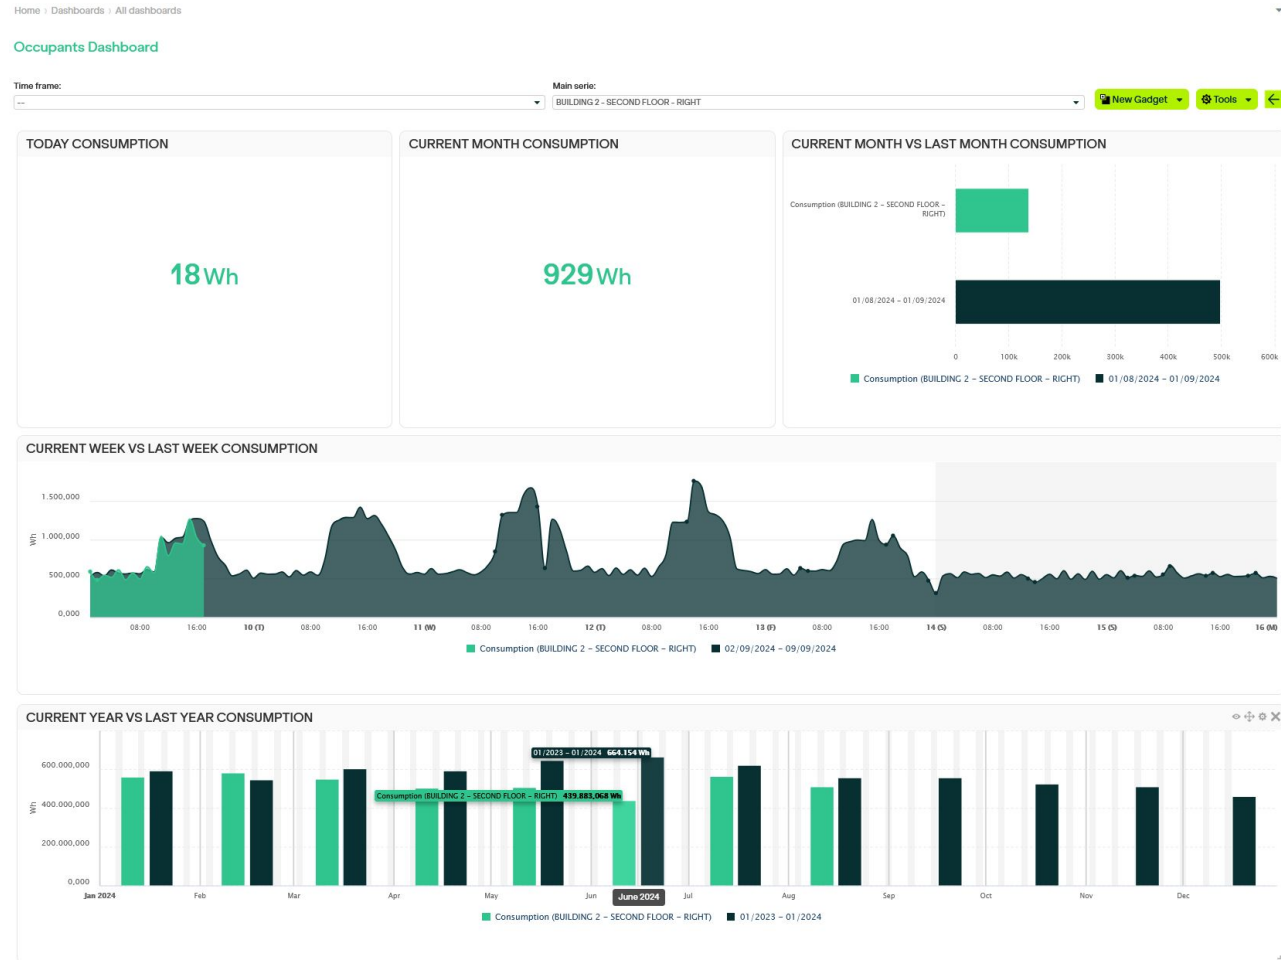 Home › Dashboards › All dashboards
Occupants Dashboard
Time frame:
--
Main serie:
BUILDING 2 - SECOND FLOOR - RIGHT
New Gadget
Tools
TODAY CONSUMPTION
18 Wh
CURRENT MONTH CONSUMPTION
929 Wh
CURRENT MONTH VS LAST MONTH CONSUMPTION
Consumption (BUILDING 2 – SECOND FLOOR –
RIGHT)
01/08/2024 – 01/09/2024
0 100k 200k 300k 400k 500k 600k
Consumption (BUILDING 2 – SECOND FLOOR – RIGHT) 01/08/2024 – 01/09/2024
CURRENT WEEK VS LAST WEEK CONSUMPTION
Wh
1.500,000
1.000,000
500,000
0,000
08:00 16:00 10 (T) 08:00 16:00 11 (W) 08:00 16:00 12 (T) 08:00 16:00 13 (F) 08:00 16:00 14 (S) 08:00 16:00 15 (S) 08:00 16:00 16 (M)
Consumption (BUILDING 2 – SECOND FLOOR – RIGHT) 02/09/2024 – 09/09/2024
CURRENT YEAR VS LAST YEAR CONSUMPTION
Wh
600.000,000
400.000,000
200.000,000
0,000
01/2023 – 01/2024 664.154 Wh
Consumption (BUILDING 2 – SECOND FLOOR – RIGHT) 439.883,068 Wh
Jan 2024 Feb Mar Apr May Jun June 2024 Jul Aug Sep Oct Nov Dec
Consumption (BUILDING 2 – SECOND FLOOR – RIGHT) 01/2023 – 01/2024